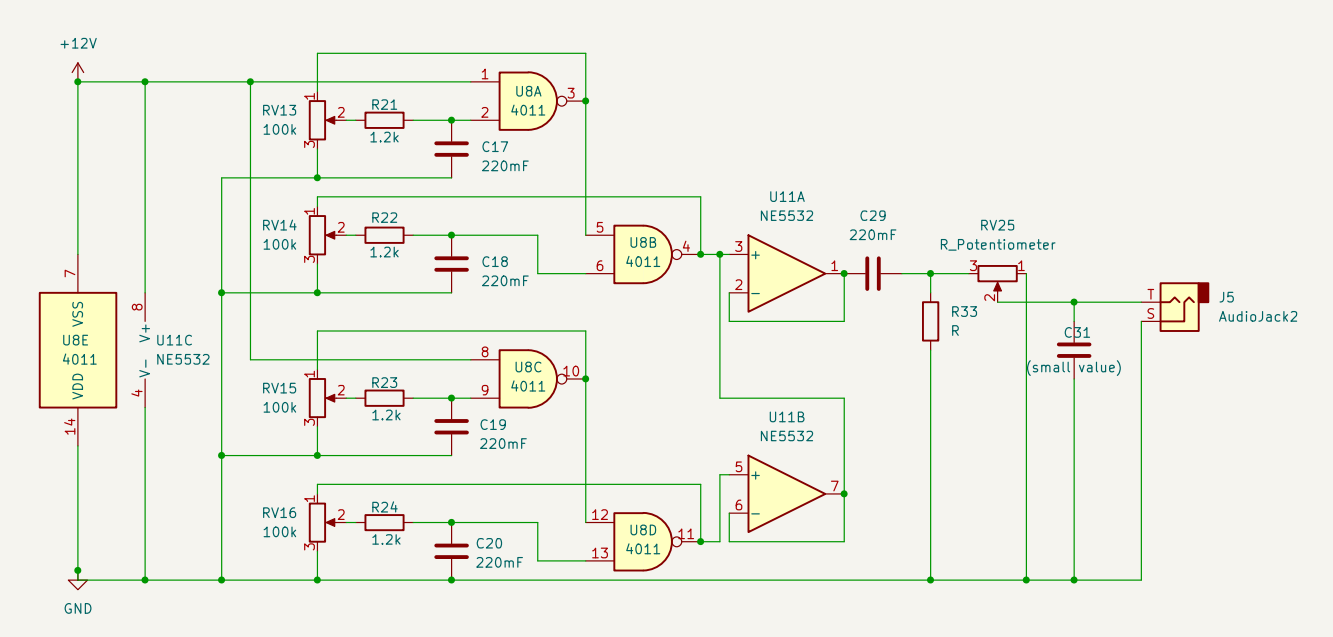 +12V
1
U8A
4011
3
2
RV13
100k
1
2
3
R21
1.2k
C17
220mF
RV14
100k
1
2
3
R22
1.2k
C18
220mF
5
U8B
4011
4
6
U11A
NE5532
3
+
2
−
1
C29
220mF
RV25
R_Potentiometer
3
1
2
R33
R
T
S
J5
AudioJack2
C31
(small value)
7
VSS
U8E
4011
VDD
14
8
V+
U11C
NE5532
V−
4
8
U8C
4011
10
9
RV15
100k
1
2
3
R23
1.2k
C19
220mF
U11B
NE5532
5
+
6
−
7
RV16
100k
1
2
3
R24
1.2k
C20
220mF
12
U8D
4011
11
13
GND